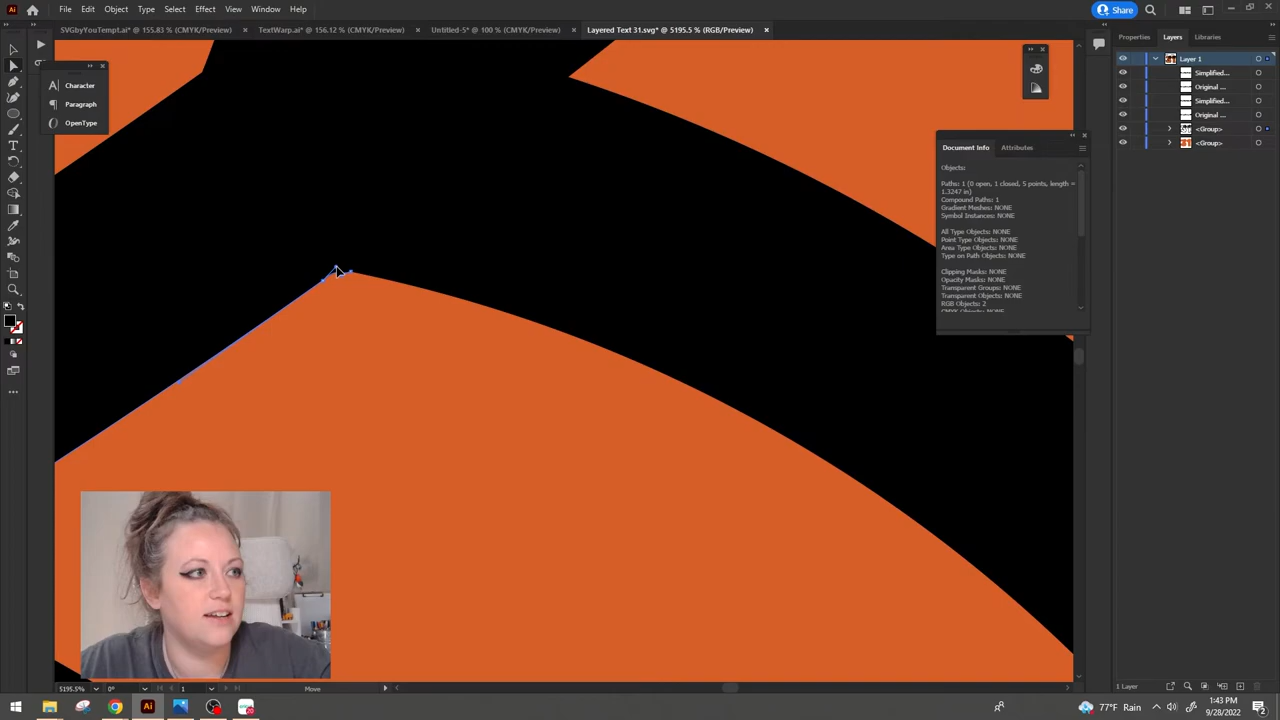 File Edit Object Type Select Effect View Window Help
Share
SVGbyYouTempt.ai* @ 155.83 % (CMYK/Preview) ×
TextWarp.ai* @ 156.12 % (CMYK/Preview) ×
Untitled-5* @ 100 % (CMYK/Preview) ×
Layered Text 31.svg* @ 5195.5 % (RGB/Preview) ×
Properties Layers Libraries
Layer 1
Simplified...
Original ...
Simplified...
Original ...
<Group>
<Group>
Character
Paragraph
OpenType
Document Info Attributes
Objects:
Paths: 1 (0 open, 1 closed, 5 points, length =
1.3247 in)
Compound Paths: 1
Gradient Meshes: NONE
Symbol Instances: NONE
All Type Objects: NONE
Point Type Objects: NONE
Area Type Objects: NONE
Type on Path Objects: NONE
Clipping Masks: NONE
Opacity Masks: NONE
Transparent Groups: NONE
Transparent Objects: NONE
RGB Objects: 2
CMYK Objects: NONE
5195.5% 0° 1 Move
1 Layer
77°F Rain
1:43 PM
9/28/2022